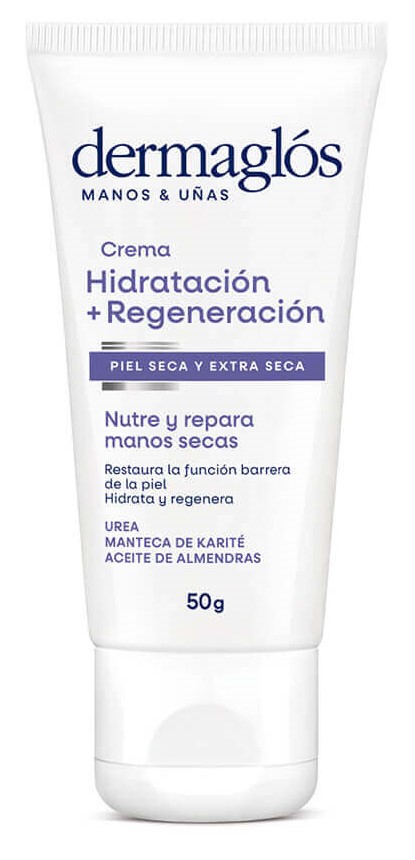 dermaglós
MANOS & UÑAS
Crema
Hidratación
+ Regeneración
PIEL SECA Y EXTRA SECA
Nutre y repara
manos secas
Restaura la función barrera
de la piel
Hidrata y regenera
UREA
MANTECA DE KARITÉ
ACEITE DE ALMENDRAS
50g